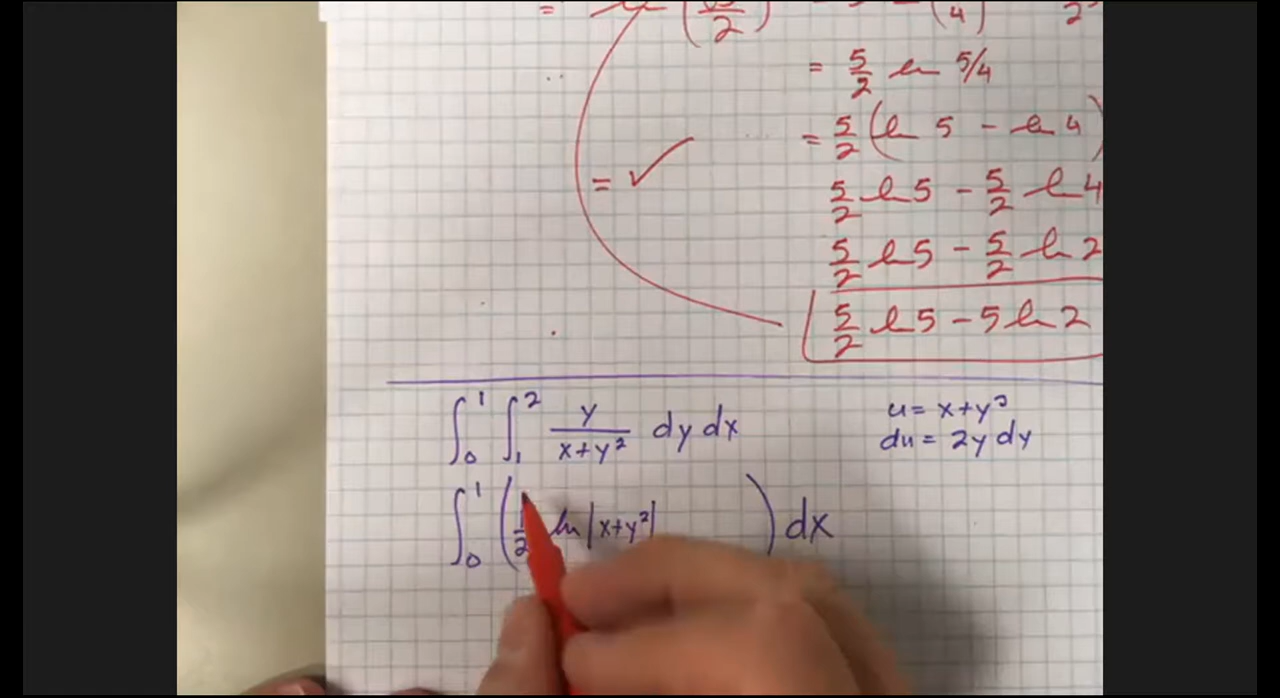 = 5/2 ln 5/4
= 5/2 (ln 5 - ln 4)
= ✓
5/2 ln 5 - 5/2 ln 4
5/2 ln 5 - 5/2 ln 2
5/2 ln 5 - 5 ln 2
∫₀¹ ∫₁² y/(x+y²) dy dx
u = x+y²
du = 2y dy
∫₀¹ (1/2 ln|x+y²| ) dx